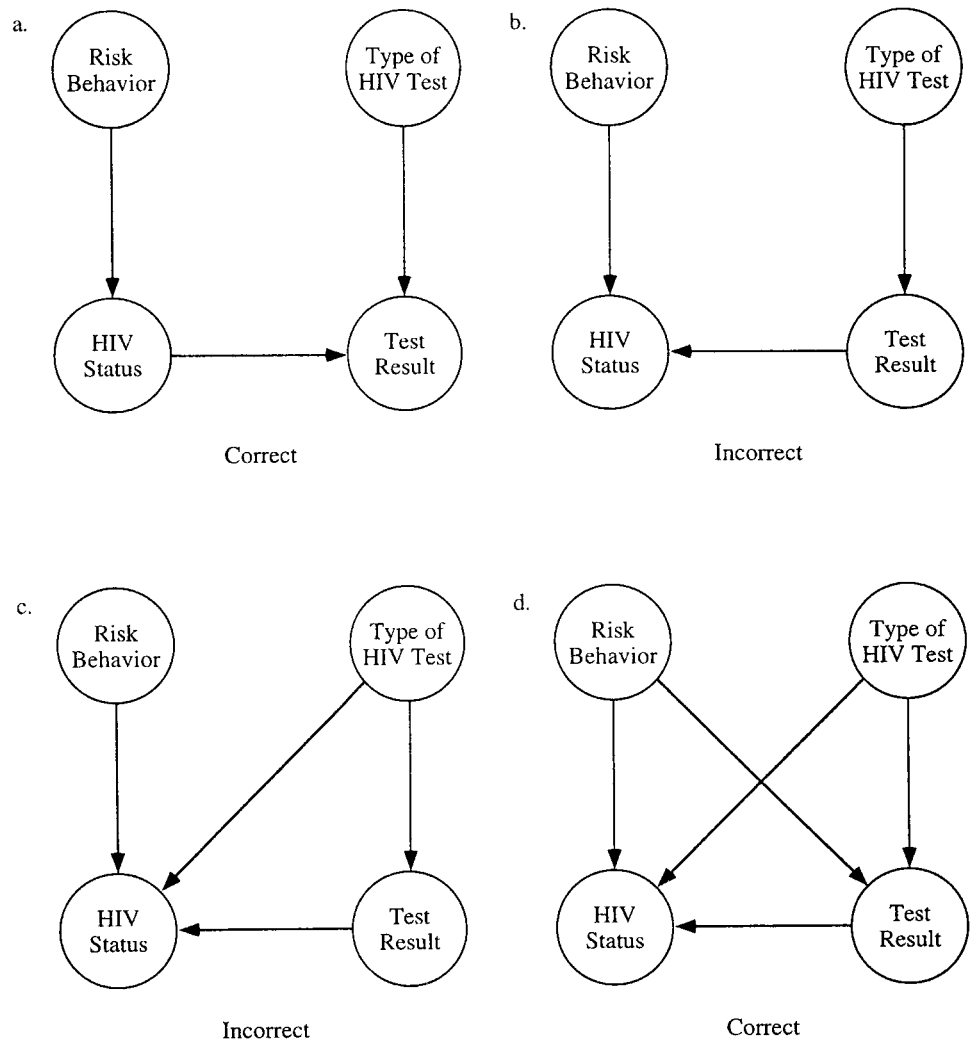 a.
Risk
Behavior
Type of
HIV Test
HIV
Status
Test
Result
Correct
b.
Risk
Behavior
Type of
HIV Test
HIV
Status
Test
Result
Incorrect
c.
Risk
Behavior
Type of
HIV Test
HIV
Status
Test
Result
Incorrect
d.
Risk
Behavior
Type of
HIV Test
HIV
Status
Test
Result
Correct